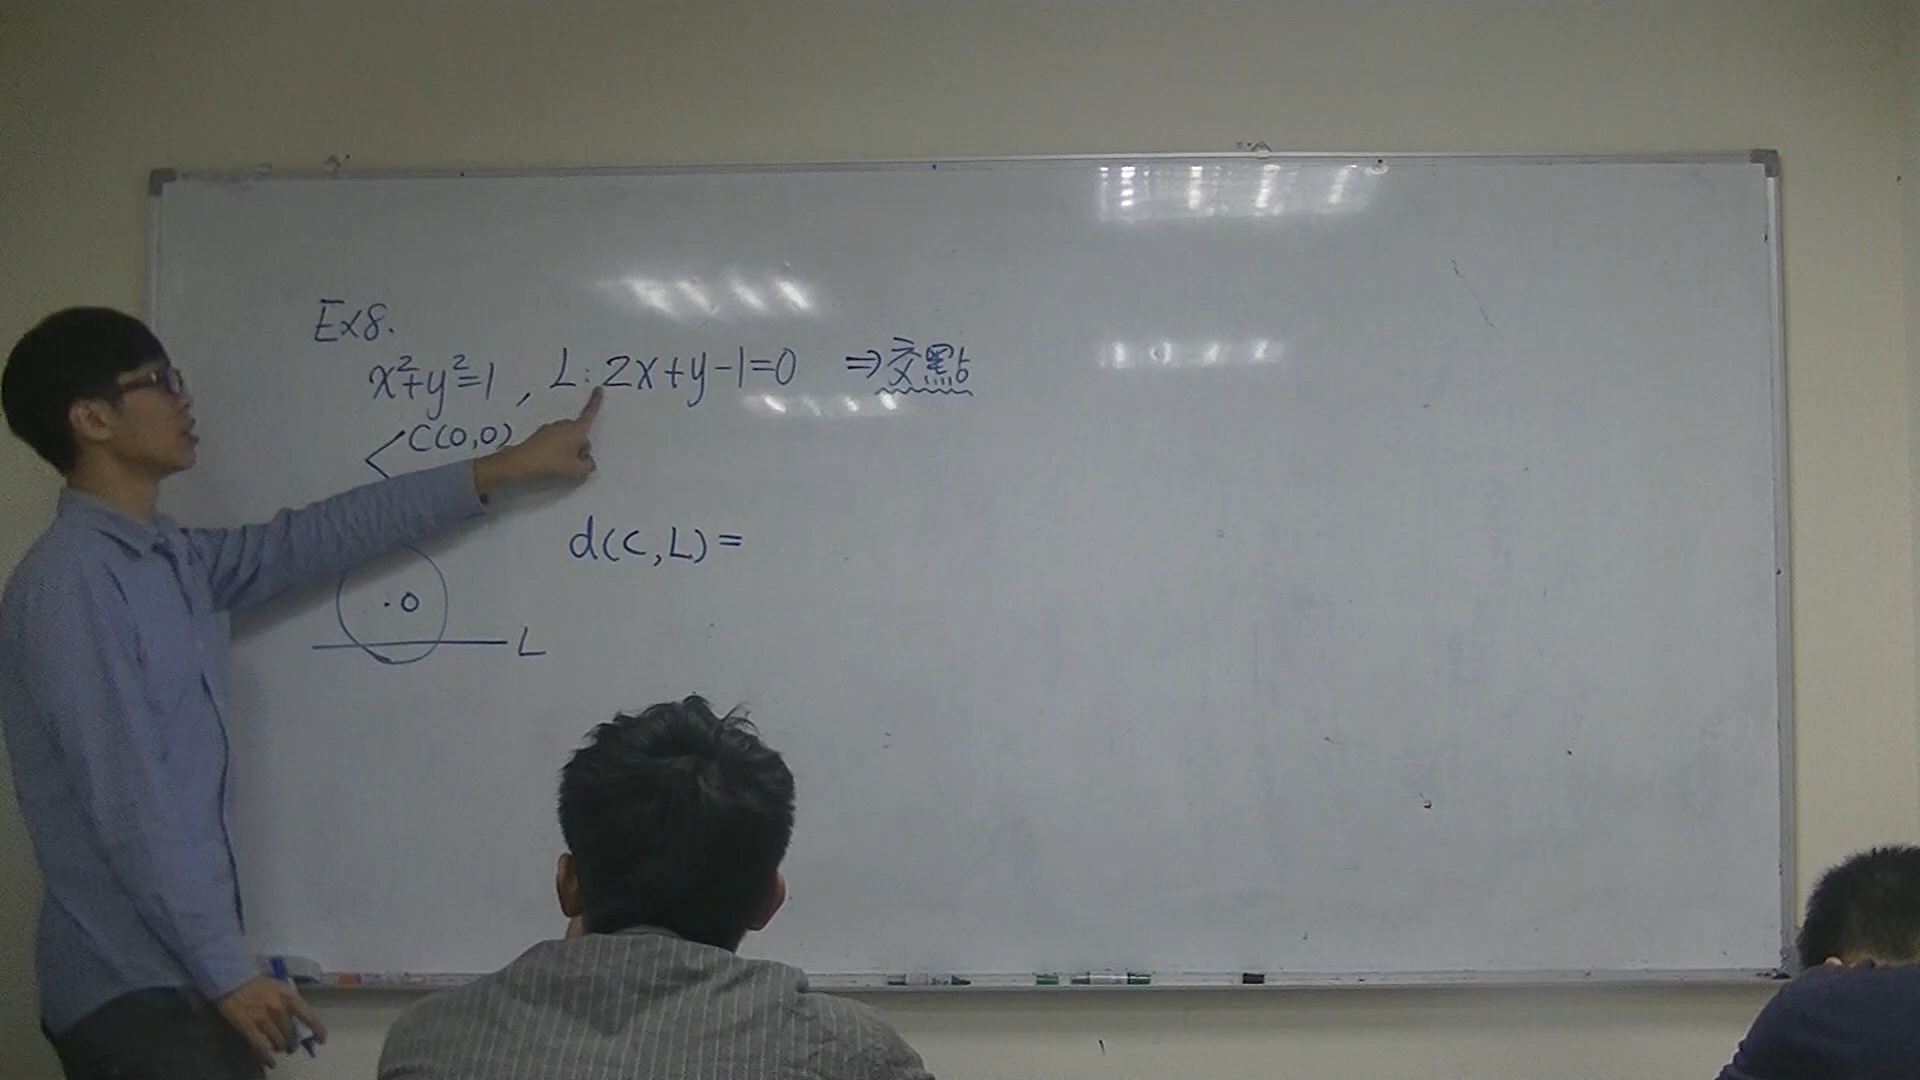 Ex8.
x²+y²=1 , L: 2x+y-1=0 ⇒交點
C(0,0)
d(C,L)=
·O
L